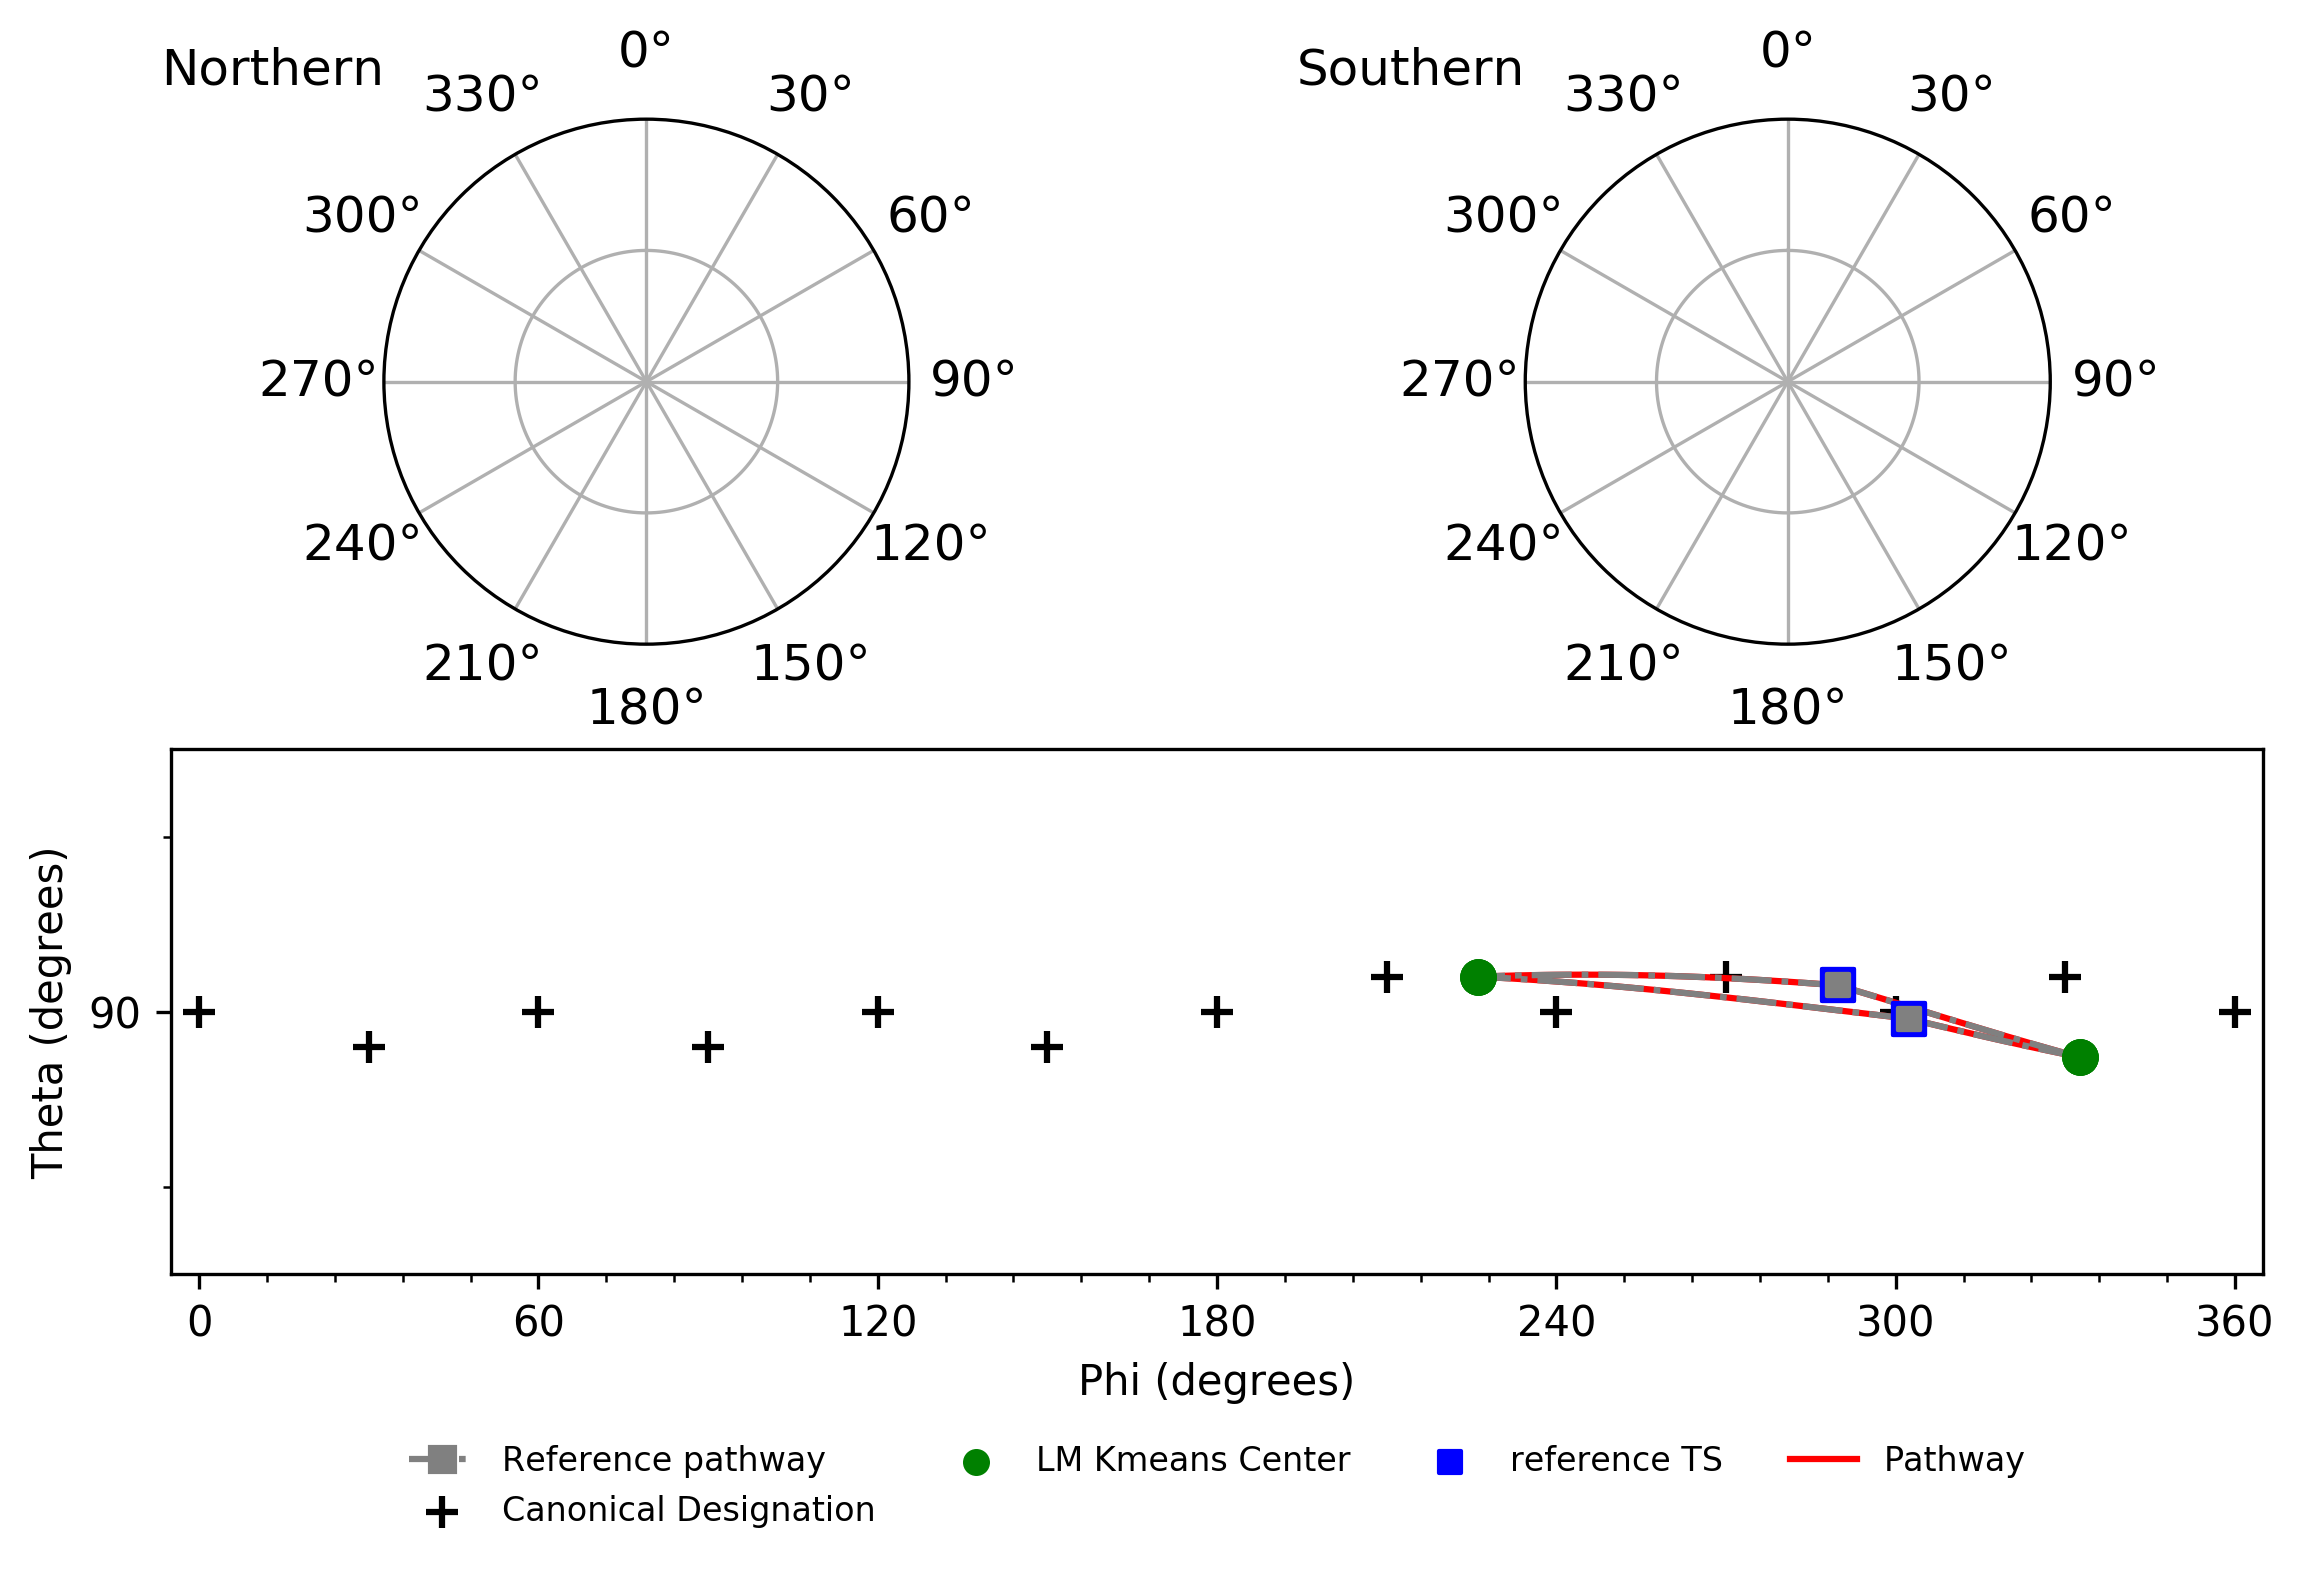 Northern
0°
30°
60°
90°
120°
150°
180°
210°
240°
270°
300°
330°
Southern
0°
30°
60°
90°
120°
150°
180°
210°
240°
270°
300°
330°
Theta (degrees)
90
0 60 120 180 240 300 360
Phi (degrees)
Reference pathway
Canonical Designation
LM Kmeans Center
reference TS
Pathway